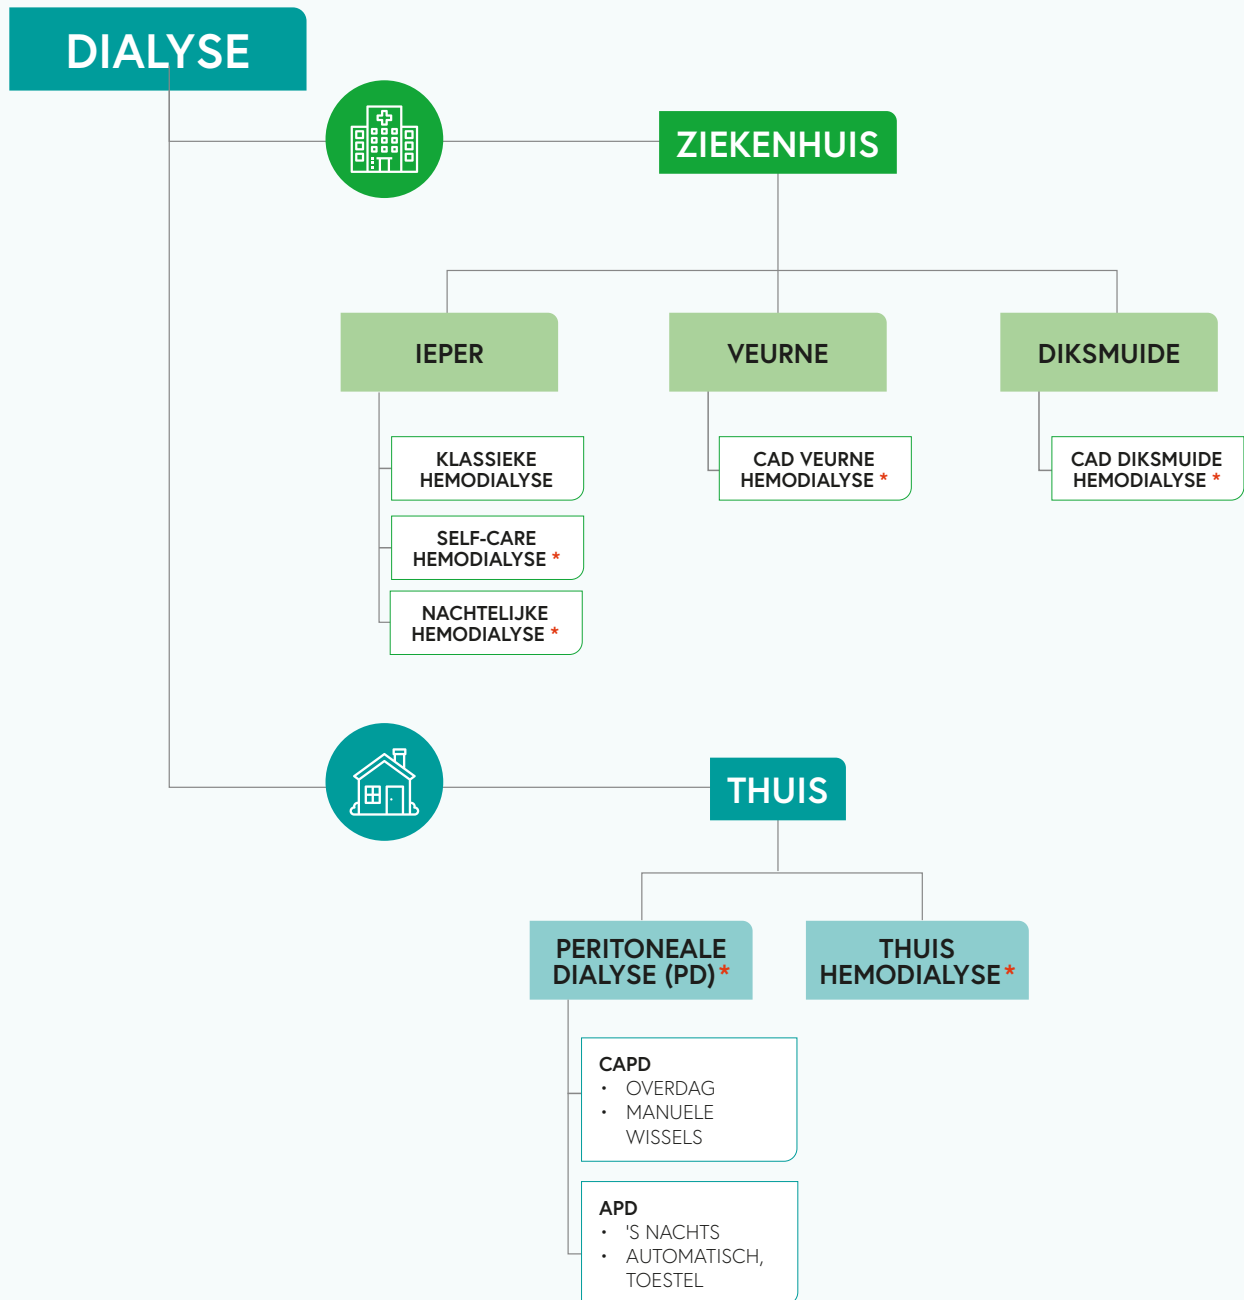 DIALYSE
ZIEKENHUIS
IEPER
VEURNE
DIKSMUIDE
KLASSIEKE
HEMODIALYSE
SELF-CARE
HEMODIALYSE *
NACHTELIJKE
HEMODIALYSE *
CAD VEURNE
HEMODIALYSE *
CAD DIKSMUIDE
HEMODIALYSE *
THUIS
PERITONEALE
DIALYSE (PD)*
THUIS
HEMODIALYSE*
CAPD
• OVERDAG
• MANUELE
WISSELS
APD
• 'S NACHTS
• AUTOMATISCH,
TOESTEL